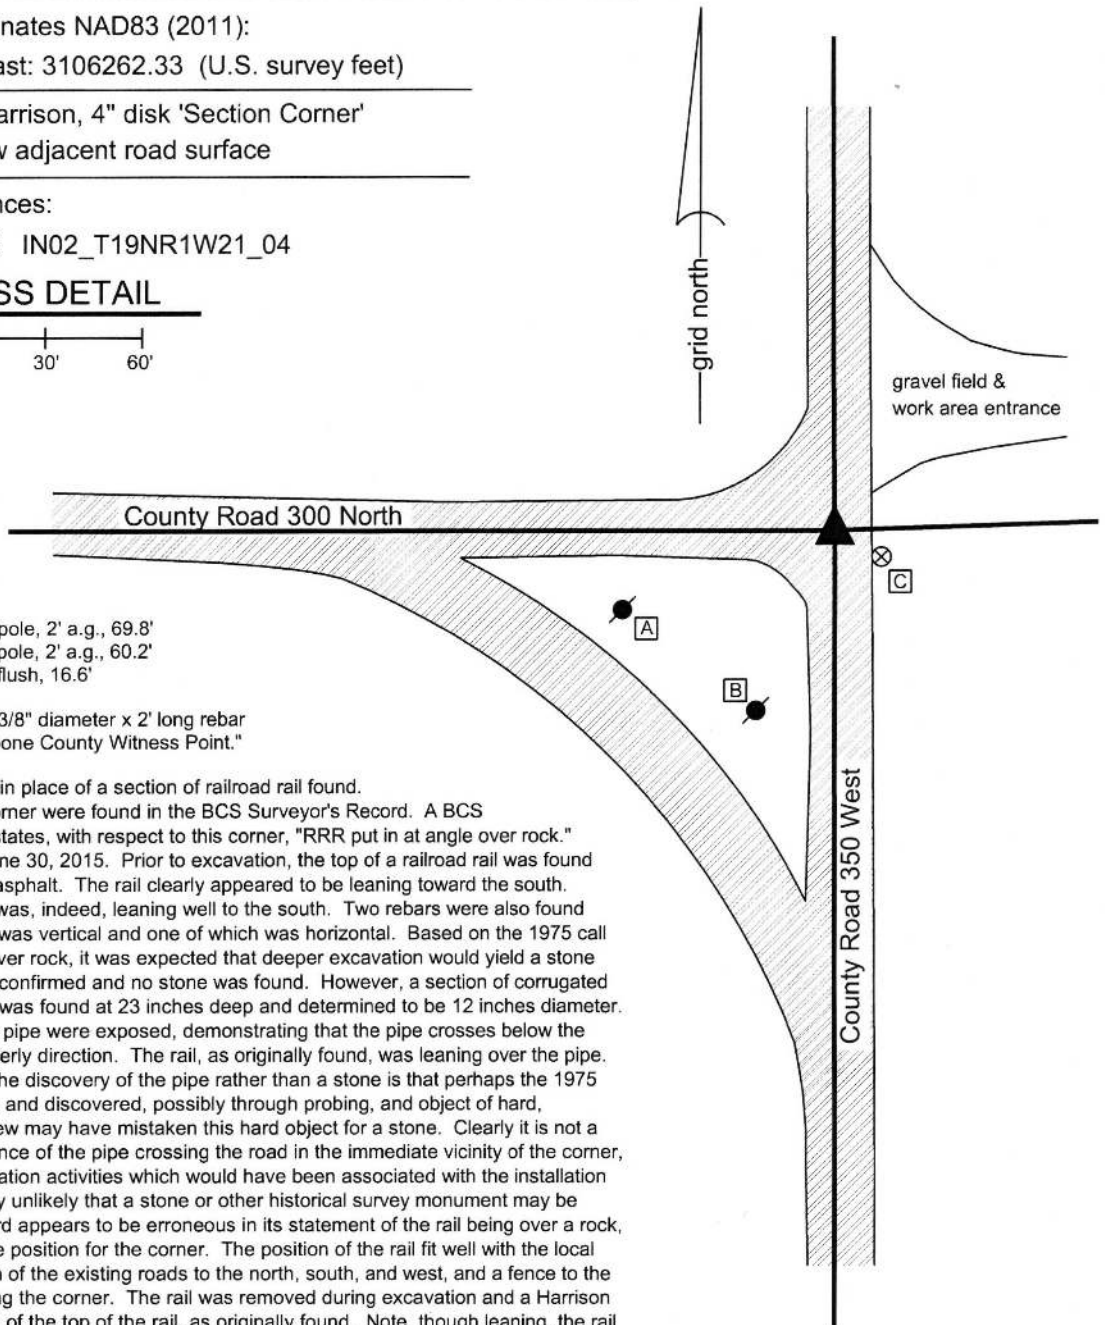 nates NAD83 (2011):
ast: 3106262.33 (U.S. survey feet)
arrison, 4" disk 'Section Corner'
w adjacent road surface
nces:
IN02_T19NR1W21_04
SS DETAIL
30' 60'
grid north
gravel field &
work area entrance
County Road 300 North
C
A
B
pole, 2' a.g., 69.8'
pole, 2' a.g., 60.2'
flush, 16.6'
3/8" diameter x 2' long rebar
oone County Witness Point."
in place of a section of railroad rail found.
orner were found in the BCS Surveyor's Record. A BCS
states, with respect to this corner, "RRR put in at angle over rock."
ne 30, 2015. Prior to excavation, the top of a railroad rail was found
asphalt. The rail clearly appeared to be leaning toward the south.
was, indeed, leaning well to the south. Two rebars were also found
was vertical and one of which was horizontal. Based on the 1975 call
ver rock, it was expected that deeper excavation would yield a stone
confirmed and no stone was found. However, a section of corrugated
was found at 23 inches deep and determined to be 12 inches diameter.
pipe were exposed, demonstrating that the pipe crosses below the
erly direction. The rail, as originally found, was leaning over the pipe.
he discovery of the pipe rather than a stone is that perhaps the 1975
and discovered, possibly through probing, and object of hard,
ew may have mistaken this hard object for a stone. Clearly it is not a
nce of the pipe crossing the road in the immediate vicinity of the corner,
ation activities which would have been associated with the installation
y unlikely that a stone or other historical survey monument may be
rd appears to be erroneous in its statement of the rail being over a rock,
e position for the corner. The position of the rail fit well with the local
n of the existing roads to the north, south, and west, and a fence to the
ng the corner. The rail was removed during excavation and a Harrison
of the top of the rail, as originally found. Note, though leaning, the rail
County Road 350 West